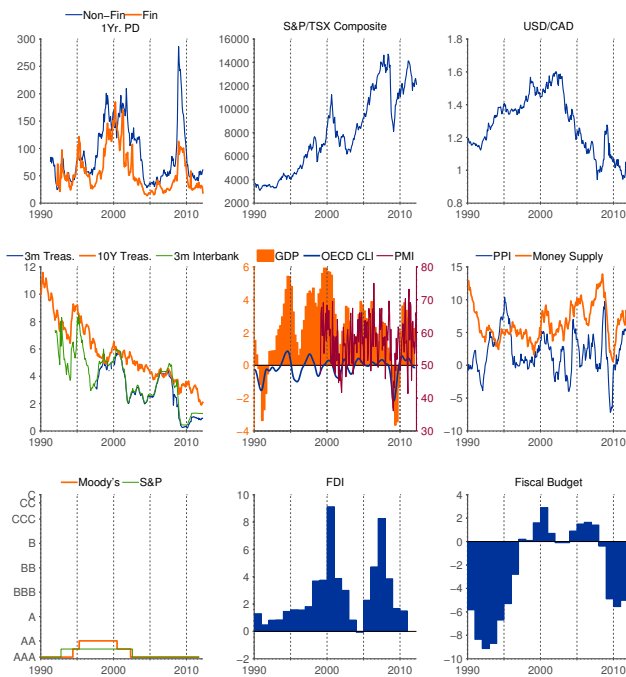 Non-Fin Fin
1Yr. PD
300
250
200
150
100
50
0
1990 2000 2010
S&P/TSX Composite
16000
14000
12000
10000
8000
6000
4000
2000
1990 2000 2010
USD/CAD
1.8
1.6
1.4
1.2
1
0.8
1990 2000 2010
3m Treas. 10Y Treas. 3m Interbank
12
10
8
6
4
2
0
1990 2000 2010
GDP OECD CLI PMI
6
4
2
0
−2
−4
80
70
60
50
40
30
1990 2000 2010
PPI Money Supply
15
10
5
0
−5
−10
1990 2000 2010
Moody's S&P
C
CC
CCC
B
BB
BBB
A
AA
AAA
1990 2000 2010
FDI
10
8
6
4
2
0
−2
1990 2000 2010
Fiscal Budget
4
2
0
−2
−4
−6
−8
−10
1990 2000 2010